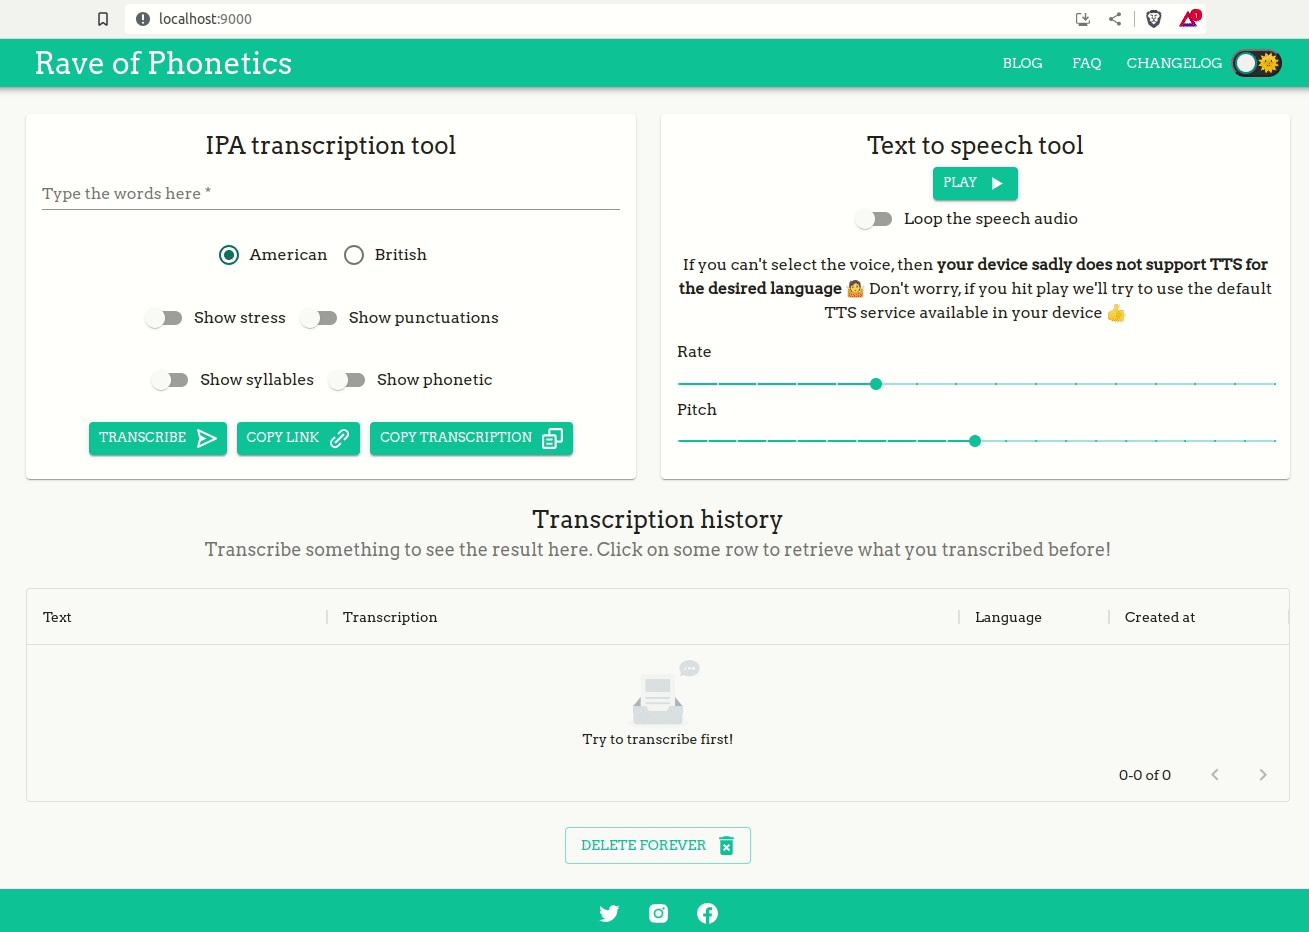 localhost:9000
1
Rave of Phonetics
BLOG
FAQ
CHANGELOG
IPA transcription tool
Type the words here *
American
British
Show stress
Show punctuations
Show syllables
Show phonetic
TRANSCRIBE
COPY LINK
COPY TRANSCRIPTION
Text to speech tool
PLAY
Loop the speech audio
If you can't select the voice, then your device sadly does not support TTS for
the desired language 🤷 Don't worry, if you hit play we'll try to use the default
TTS service available in your device 👍
Rate
Pitch
Transcription history
Transcribe something to see the result here. Click on some row to retrieve what you transcribed before!
Text
Transcription
Language
Created at
Try to transcribe first!
0-0 of 0
DELETE FOREVER